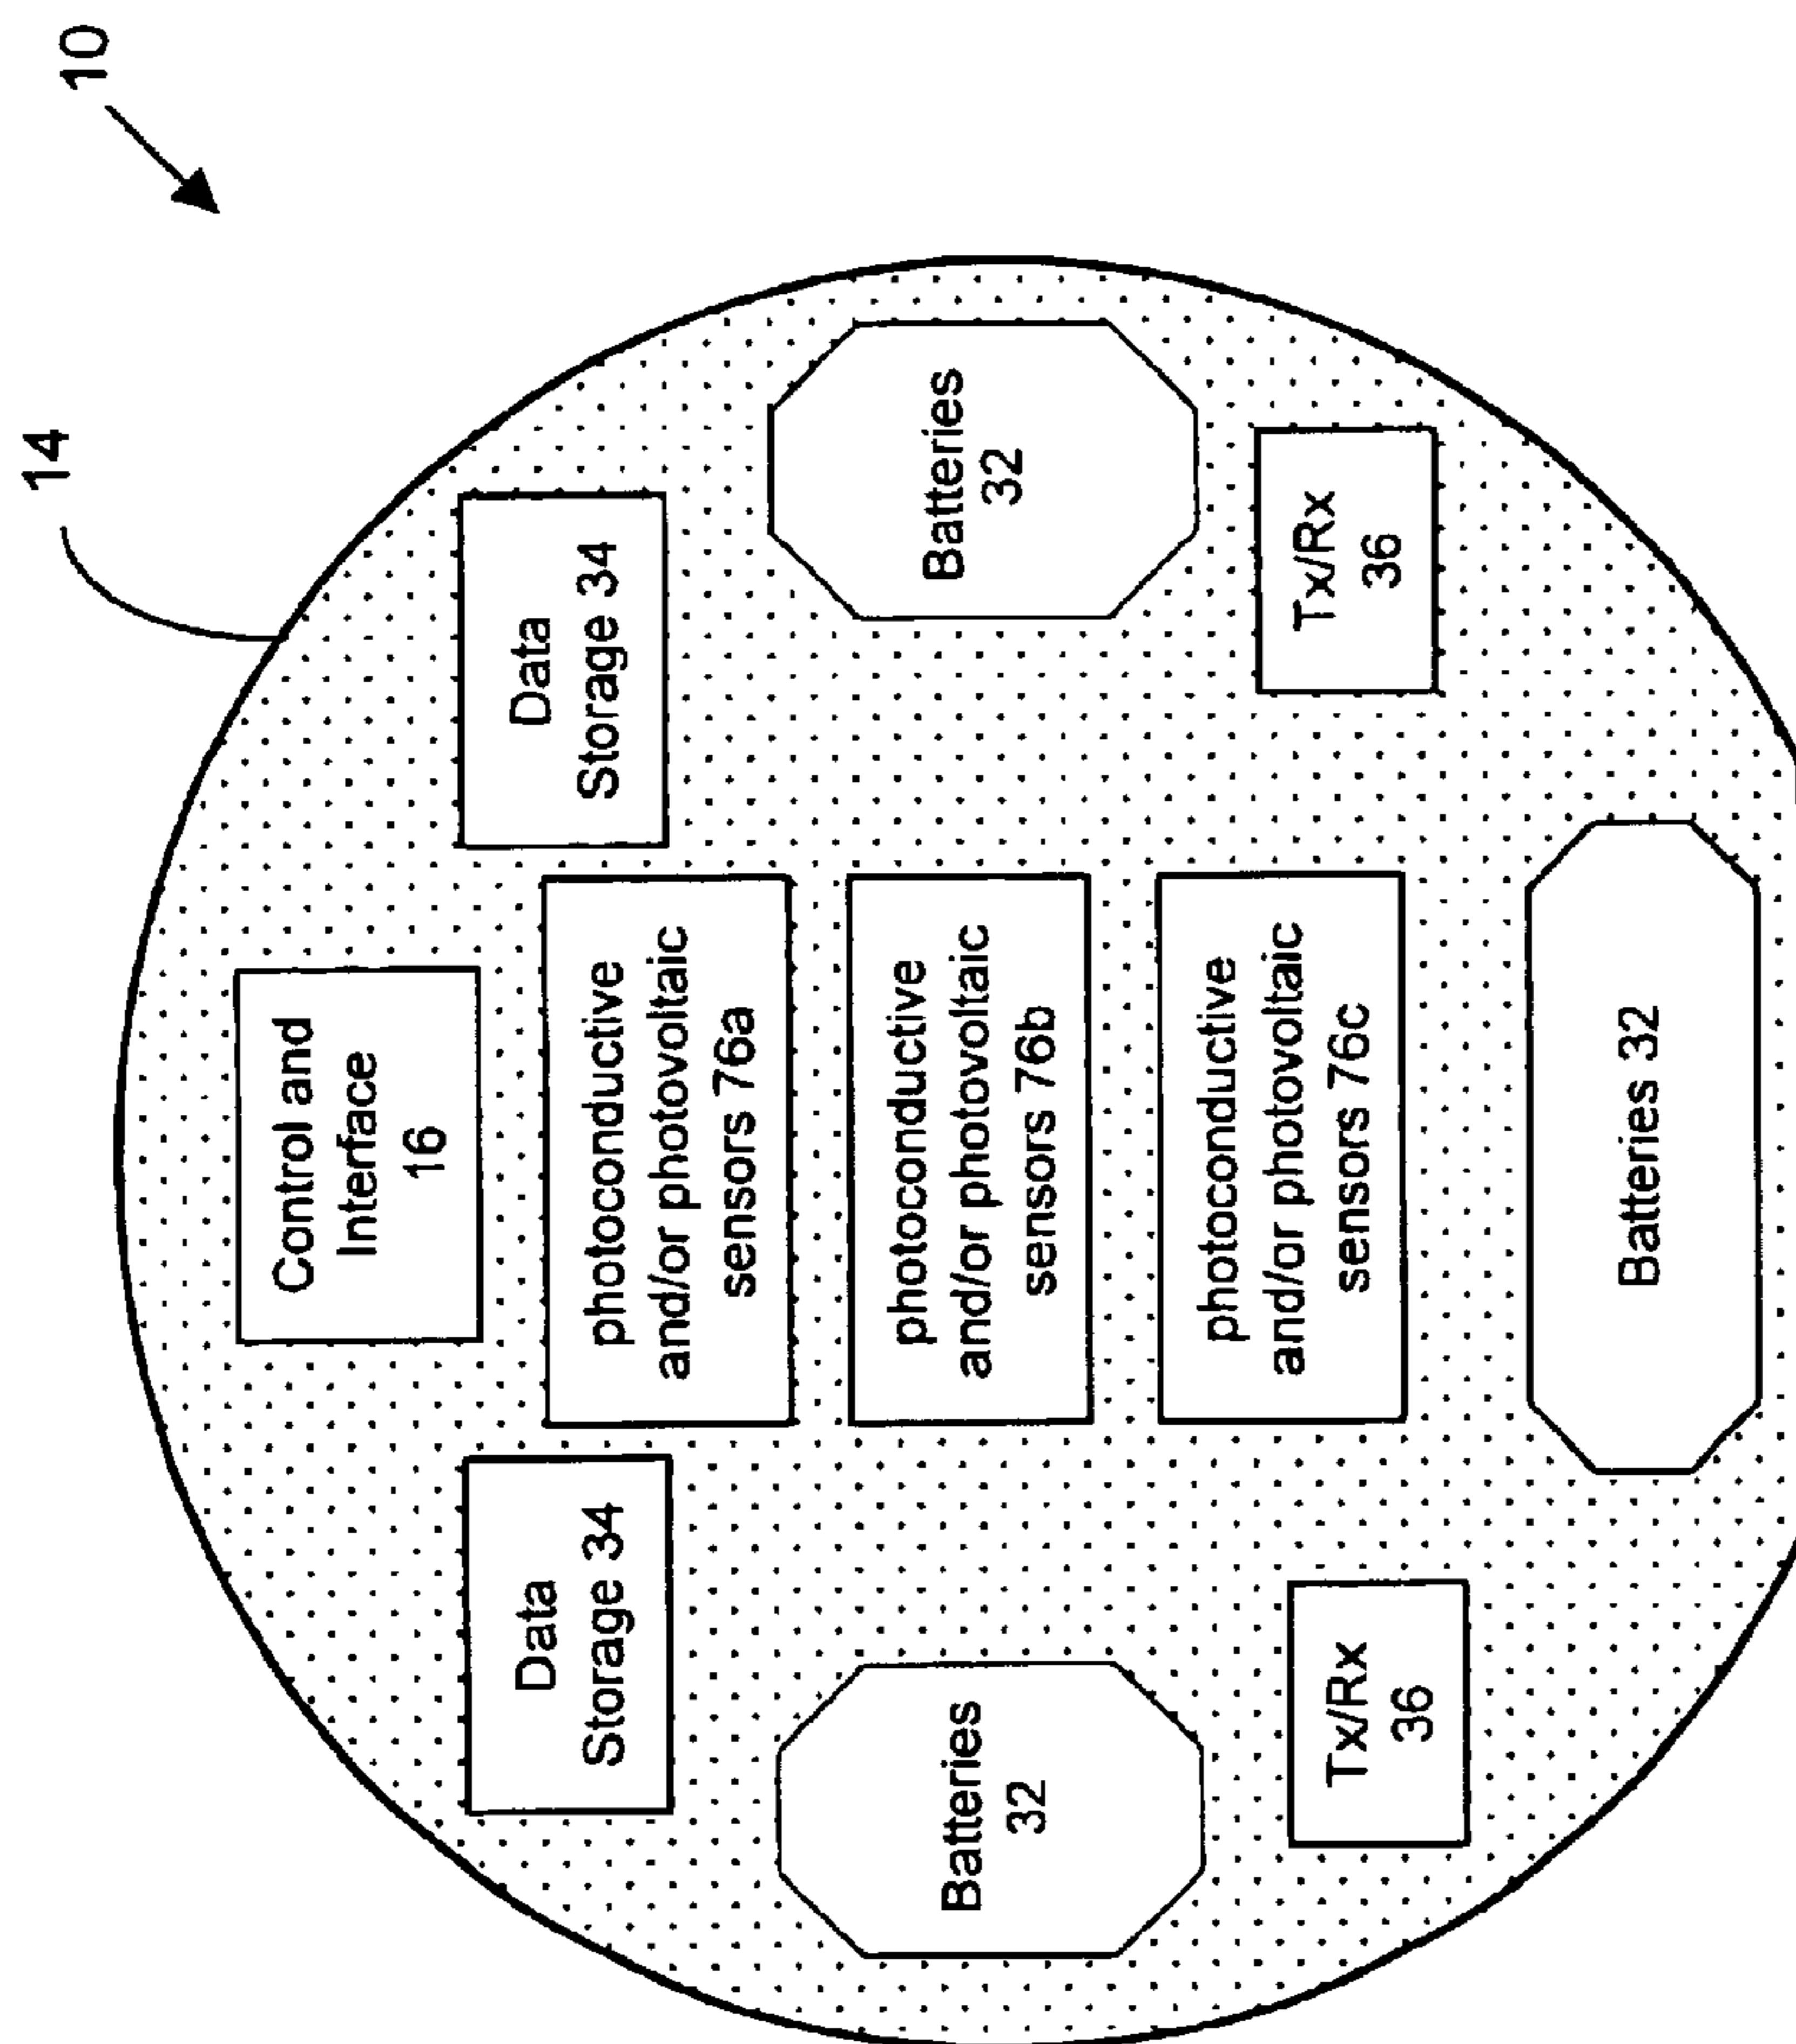 14
10
Control and
Interface
16
Data
Storage 34
Data
Storage 34
photoconductive
and/or photovoltaic
sensors 76a
Batteries
32
photoconductive
and/or photovoltaic
sensors 76b
Batteries
32
photoconductive
and/or photovoltaic
sensors 76c
Tx/Rx
36
Tx/Rx
36
Batteries 32